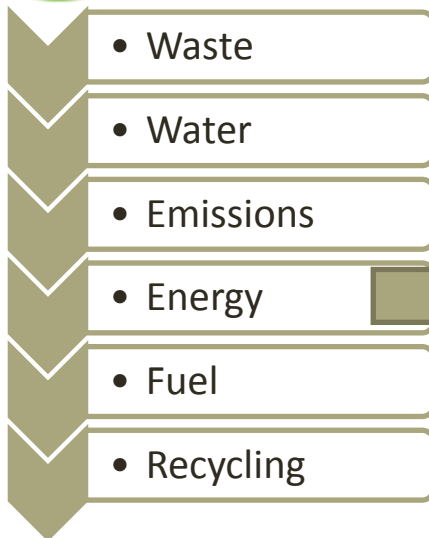 • Waste
• Water
• Emissions
• Energy
• Fuel
• Recycling